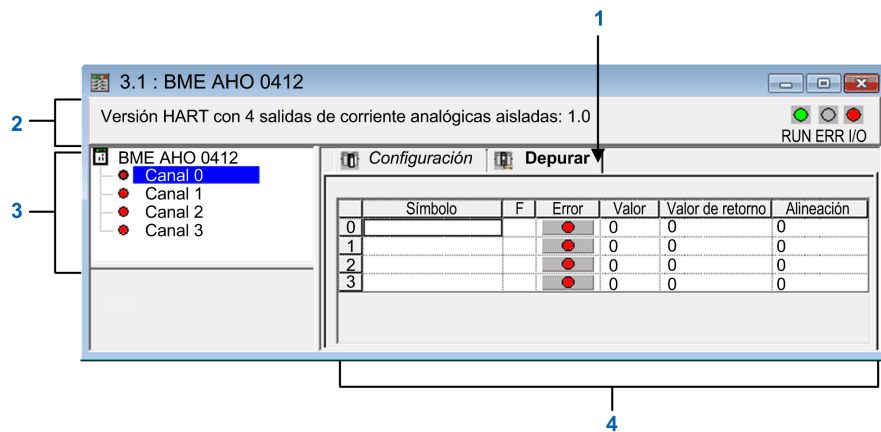 1
3.1 : BME AHO 0412
2
Versión HART con 4 salidas de corriente analógicas aisladas: 1.0
RUN ERR I/O
3
BME AHO 0412
Canal 0
Canal 1
Canal 2
Canal 3
Configuración Depurar
Símbolo F Error Valor Valor de retorno Alineación
0 0 0 0
1 0 0 0
2 0 0 0
3 0 0 0
4